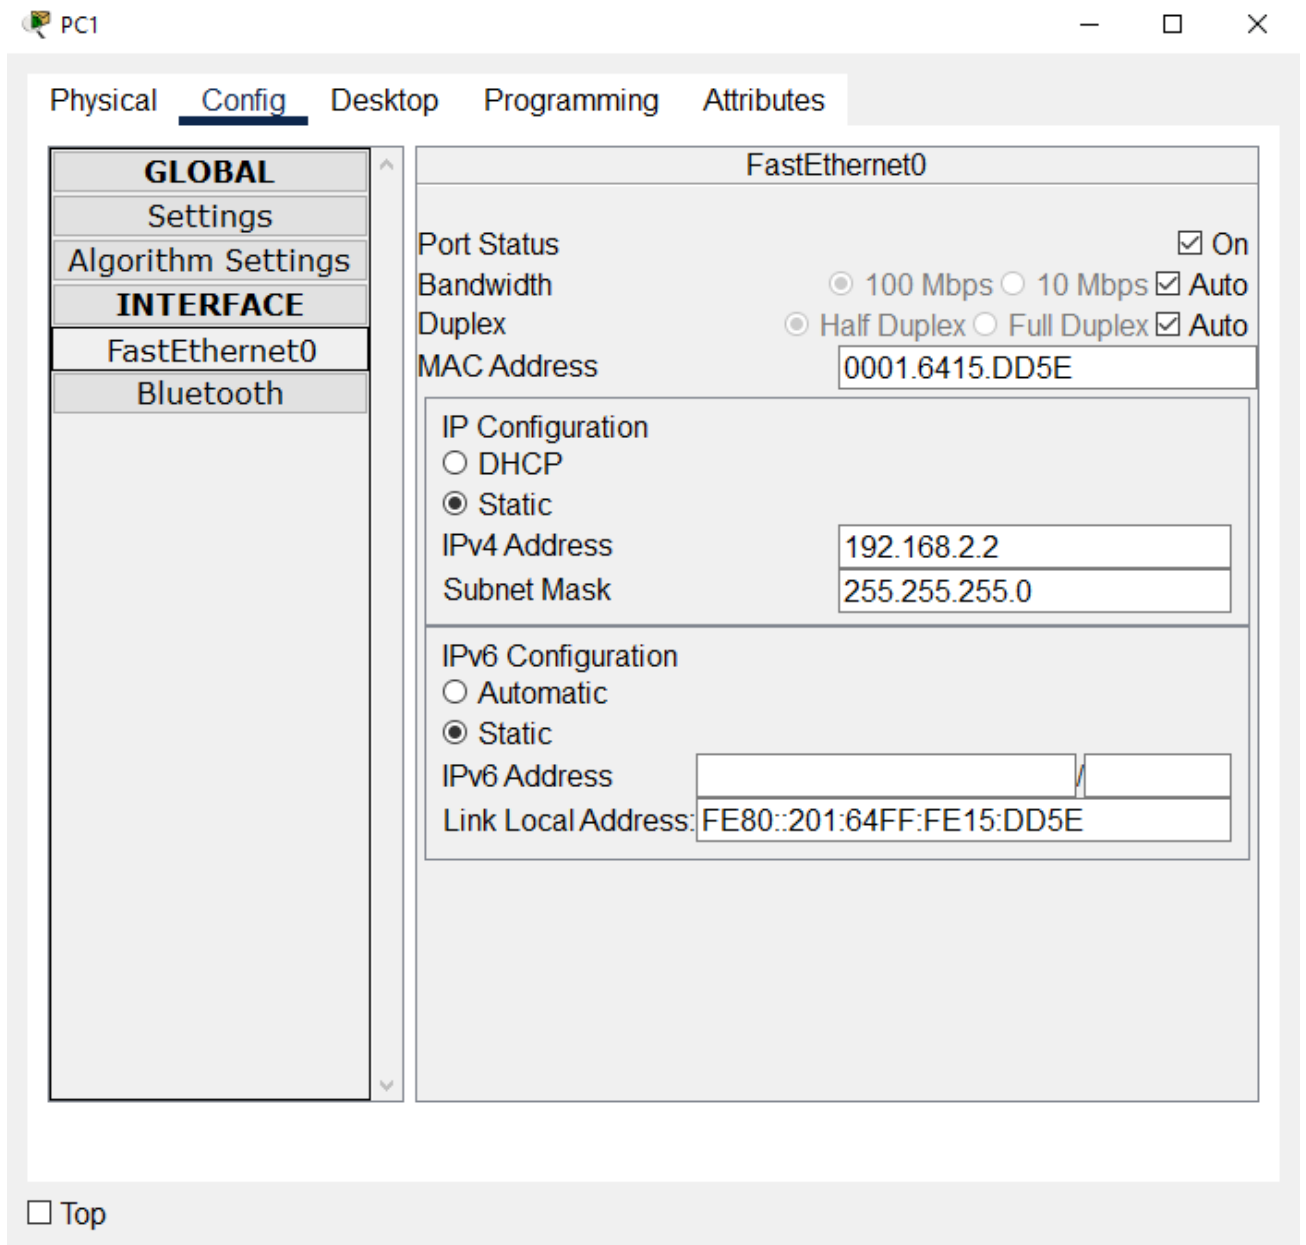 PC1
Physical Config Desktop Programming Attributes
GLOBAL
Settings
Algorithm Settings
INTERFACE
FastEthernet0
Bluetooth
FastEthernet0
Port Status On
Bandwidth 100 Mbps 10 Mbps Auto
Duplex Half Duplex Full Duplex Auto
MAC Address 0001.6415.DD5E
IP Configuration
DHCP
Static
IPv4 Address 192.168.2.2
Subnet Mask 255.255.255.0
IPv6 Configuration
Automatic
Static
IPv6 Address /
Link Local Address: FE80::201:64FF:FE15:DD5E
Top